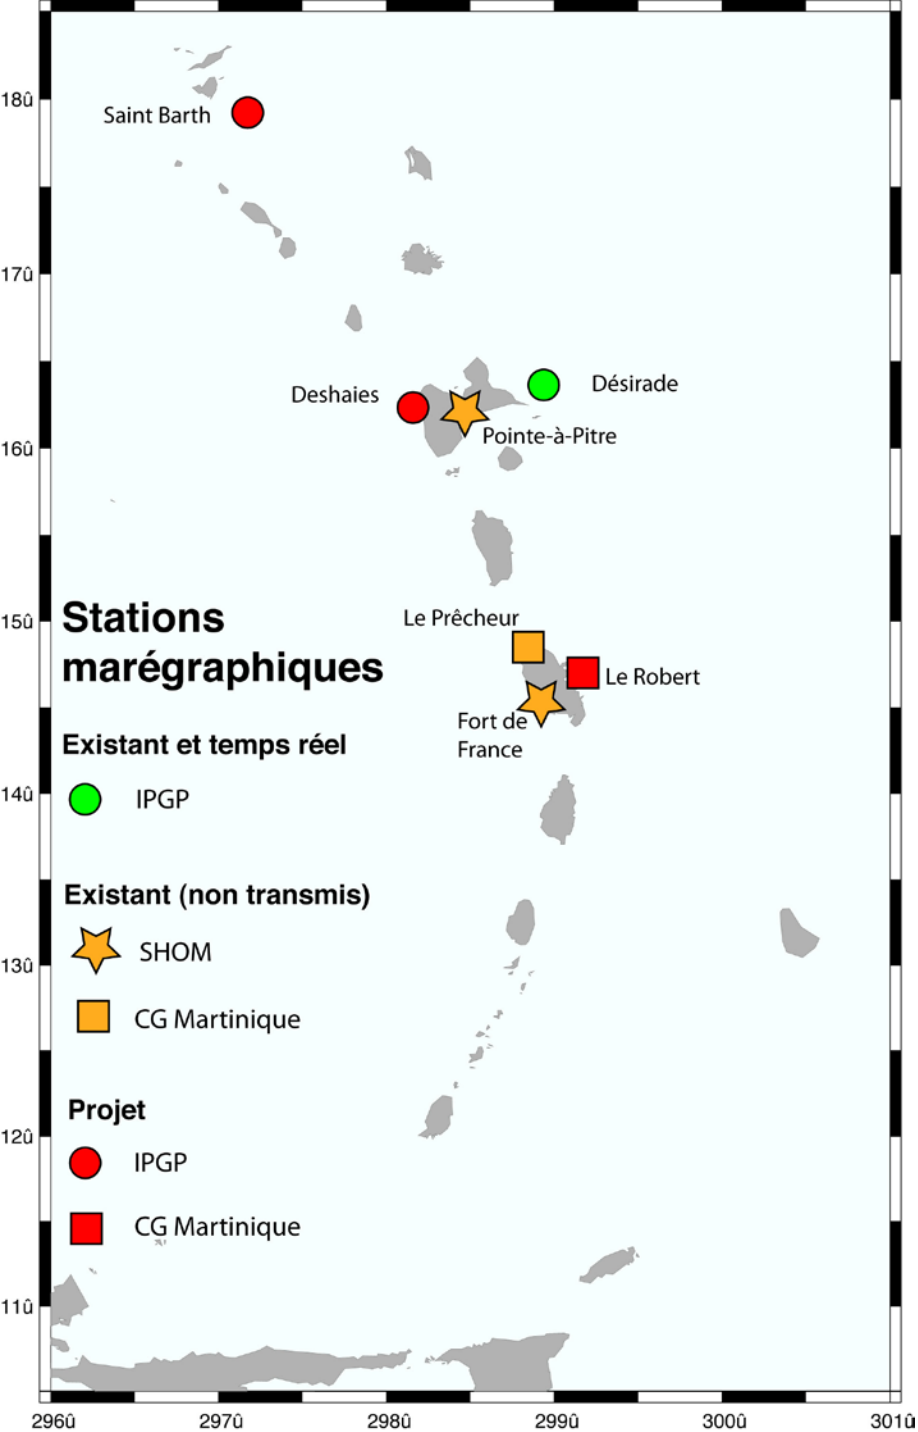 18û
Saint Barth
17û
Deshaies
Désirade
Pointe-à-Pitre
16û
15û
Le Prêcheur
Le Robert
Fort de
France
Stations
marégraphiques
Existant et temps réel
14û
IPGP
Existant (non transmis)
SHOM
13û
CG Martinique
Projet
12û
IPGP
CG Martinique
11û
296û
297û
298û
299û
300û
301û